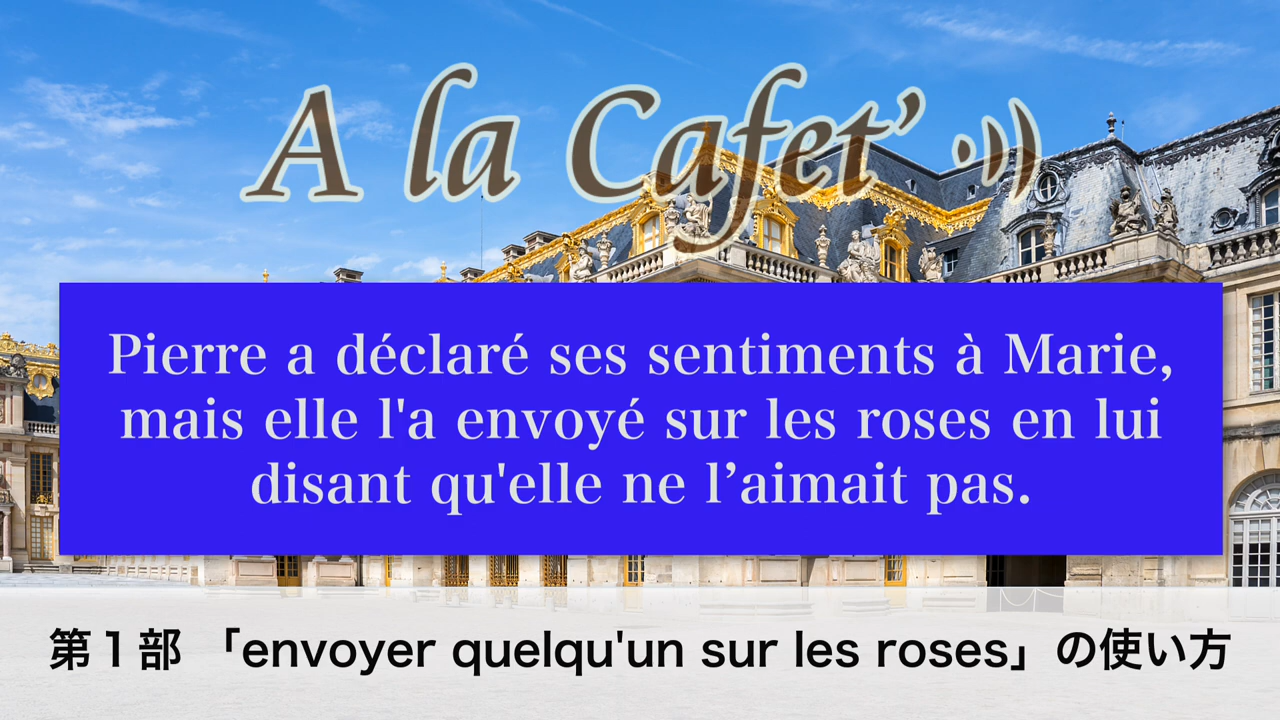 A la Cafet’ :))
Pierre a déclaré ses sentiments à Marie,
mais elle l'a envoyé sur les roses en lui
disant qu'elle ne l’aimait pas.
第１部 「envoyer quelqu'un sur les roses」の使い方